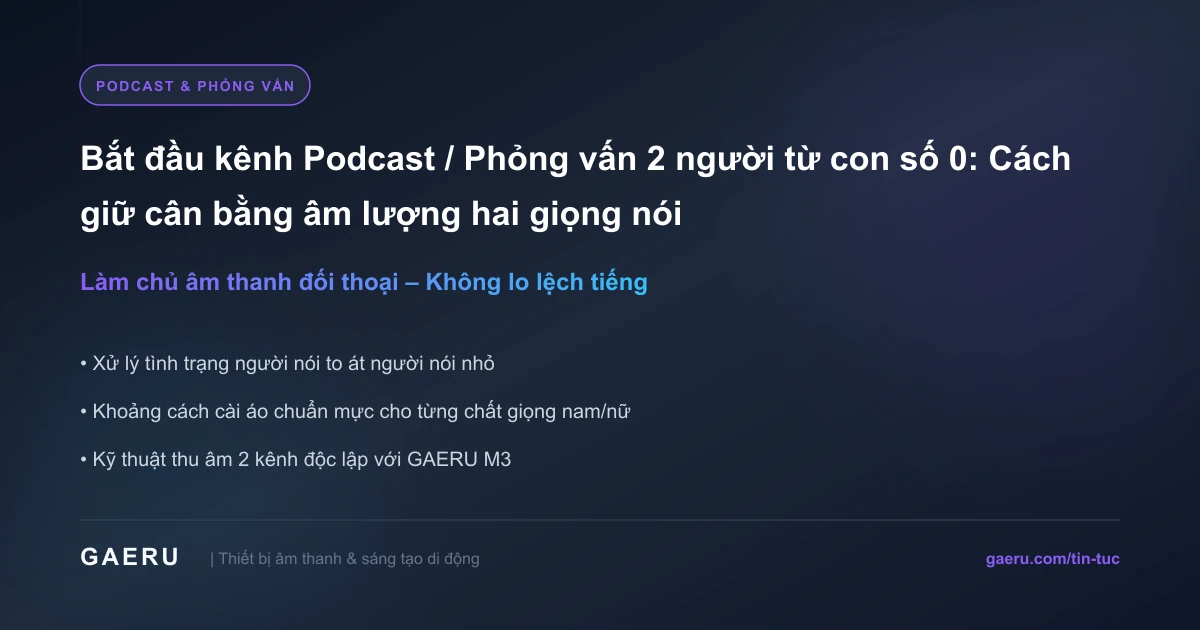 PODCAST & PHỎNG VẤN
Bắt đầu kênh Podcast / Phỏng vấn 2 người từ con số 0: Cách
giữ cân bằng âm lượng hai giọng nói
Làm chủ âm thanh đối thoại – Không lo lệch tiếng
• Xử lý tình trạng người nói to át người nói nhỏ
• Khoảng cách cài áo chuẩn mực cho từng chất giọng nam/nữ
• Kỹ thuật thu âm 2 kênh độc lập với GAERU M3
GAERU | Thiết bị âm thanh & sáng tạo di động
gaeru.com/tin-tuc